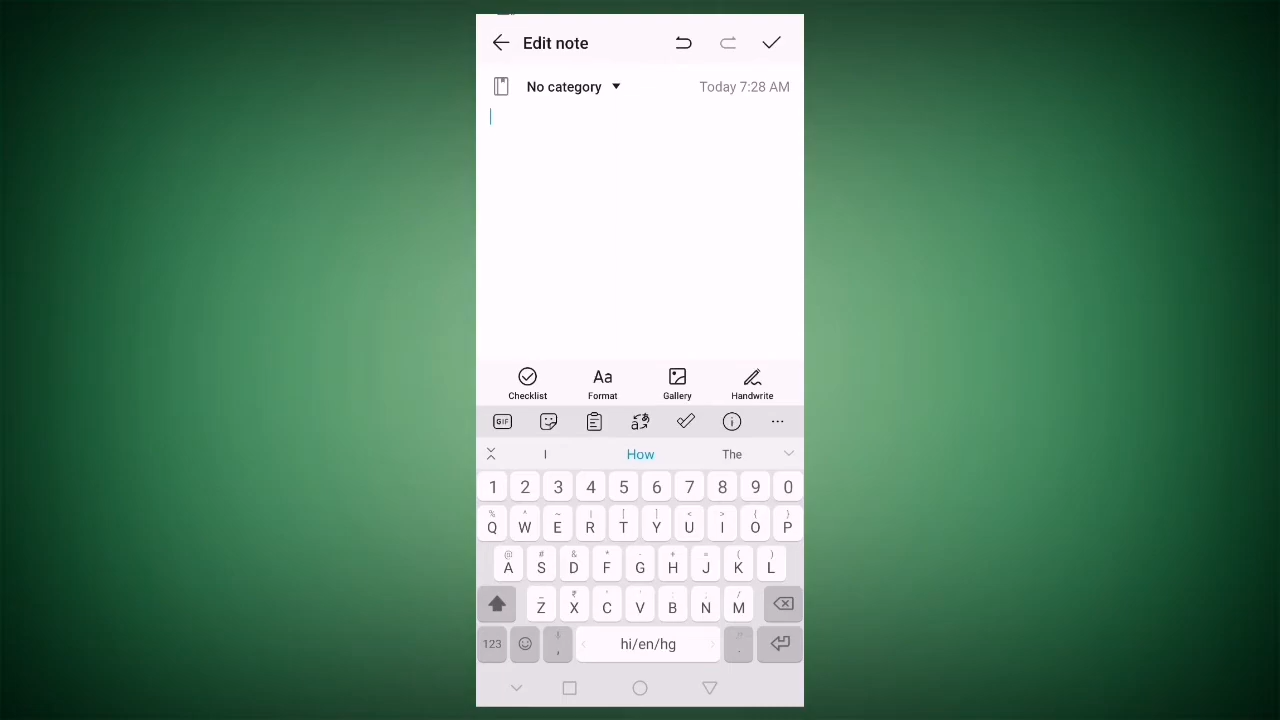 Edit note
No category Today 7:28 AM
Checklist Format Gallery Handwrite
GIF
I How The
1 2 3 4 5 6 7 8 9 0
% ^ ~ | [ ] < > { }
Q W E R T Y U I O P
@ # & * - + = ( )
A S D F G H J K L
_ ₹ " ' : ; /
Z X C V B N M
123 , hi/en/hg .